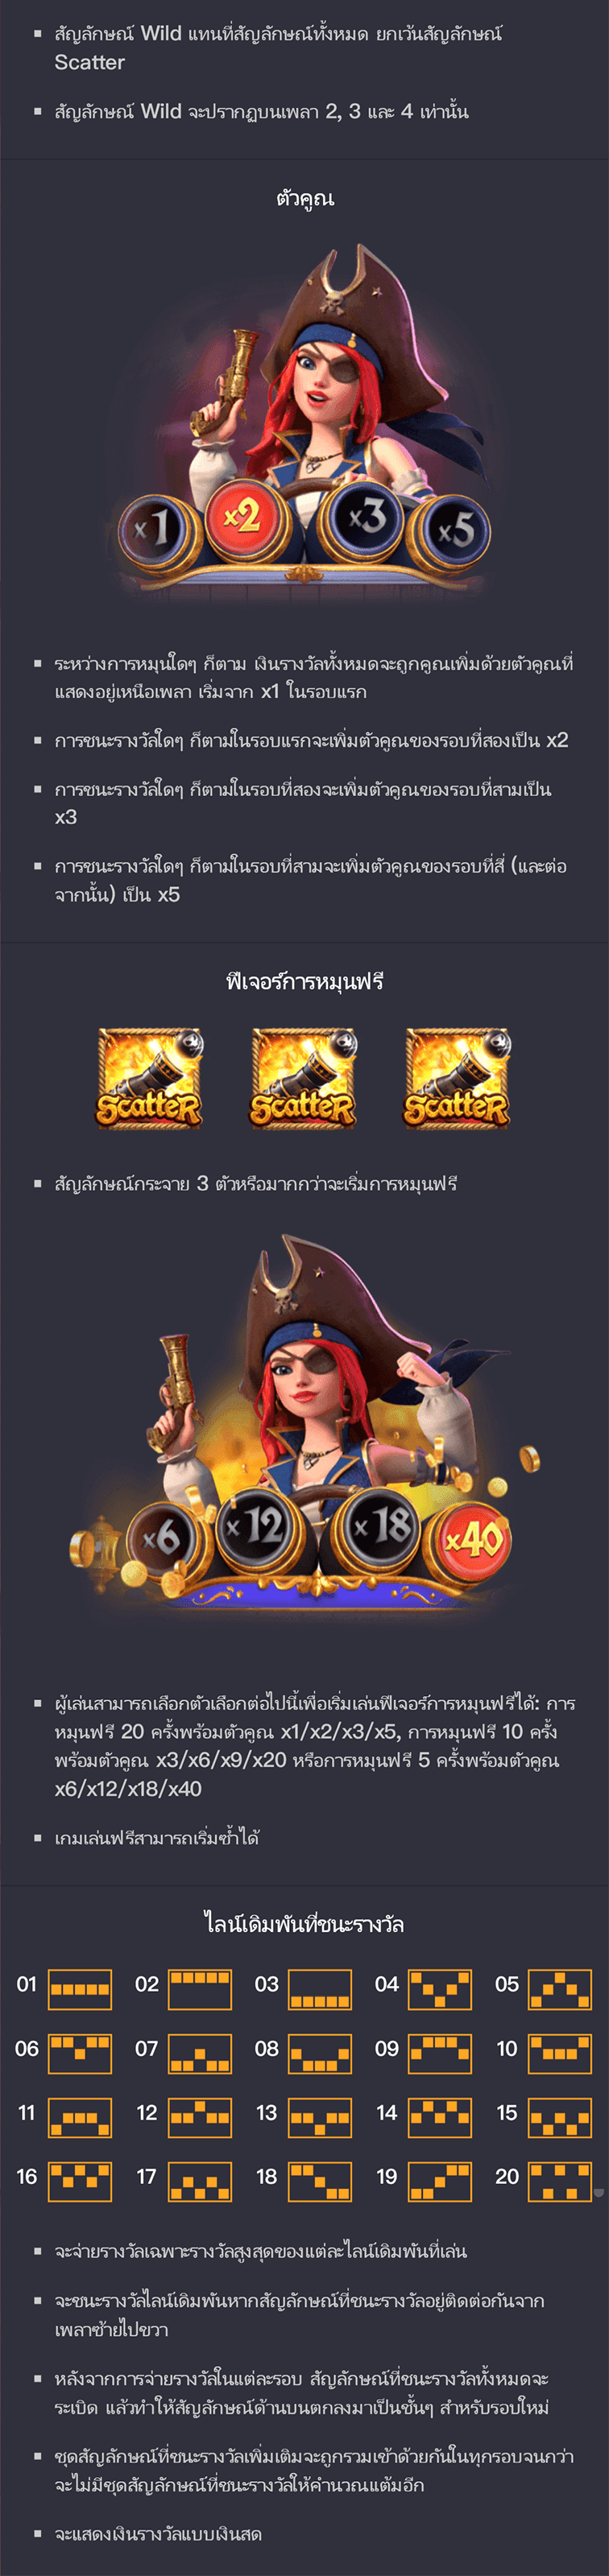 ▪ สัญลักษณ์ Wild แทนที่สัญลักษณ์ทั้งหมด ยกเว้นสัญลักษณ์
Scatter
▪ สัญลักษณ์ Wild จะปรากฏบนเพลา 2, 3 และ 4 เท่านั้น
ตัวคูณ
x1 x2 x3 x5
▪ ระหว่างการหมุนใดๆ ก็ตาม เงินรางวัลทั้งหมดจะถูกคูณเพิ่มด้วยตัวคูณที่
แสดงอยู่เหนือเพลา เริ่มจาก x1 ในรอบแรก
▪ การชนะรางวัลใดๆ ก็ตามในรอบแรกจะเพิ่มตัวคูณของรอบที่สองเป็น x2
▪ การชนะรางวัลใดๆ ก็ตามในรอบที่สองจะเพิ่มตัวคูณของรอบที่สามเป็น
x3
▪ การชนะรางวัลใดๆ ก็ตามในรอบที่สามจะเพิ่มตัวคูณของรอบที่สี่ (และต่อ
จากนั้น) เป็น x5
ฟีเจอร์การหมุนฟรี
Scatter Scatter Scatter
▪ สัญลักษณ์กระจาย 3 ตัวหรือมากกว่าจะเริ่มการหมุนฟรี
x6 x12 x18 x40
▪ ผู้เล่นสามารถเลือกตัวเลือกต่อไปนี้เพื่อเริ่มเล่นฟีเจอร์การหมุนฟรีได้: การ
หมุนฟรี 20 ครั้งพร้อมตัวคูณ x1/x2/x3/x5, การหมุนฟรี 10 ครั้ง
พร้อมตัวคูณ x3/x6/x9/x20 หรือการหมุนฟรี 5 ครั้งพร้อมตัวคูณ
x6/x12/x18/x40
▪ เกมเล่นฟรีสามารถเริ่มซ้ำได้
ไลน์เดิมพันที่ชนะรางวัล
01 02 03 04 05
06 07 08 09 10
11 12 13 14 15
16 17 18 19 20
▪ จะจ่ายรางวัลเฉพาะรางวัลสูงสุดของแต่ละไลน์เดิมพันที่เล่น
▪ จะชนะรางวัลไลน์เดิมพันหากสัญลักษณ์ที่ชนะรางวัลอยู่ติดต่อกันจาก
เพลาซ้ายไปขวา
▪ หลังจากการจ่ายรางวัลในแต่ละรอบ สัญลักษณ์ที่ชนะรางวัลทั้งหมดจะ
ระเบิด แล้วทำให้สัญลักษณ์ด้านบนตกลงมาเป็นชั้นๆ สำหรับรอบใหม่
▪ ชุดสัญลักษณ์ที่ชนะรางวัลเพิ่มเติมจะถูกรวมเข้าด้วยกันในทุกรอบจนกว่า
จะไม่มีชุดสัญลักษณ์ที่ชนะรางวัลให้คำนวณแต้มอีก
▪ จะแสดงเงินรางวัลแบบเงินสด